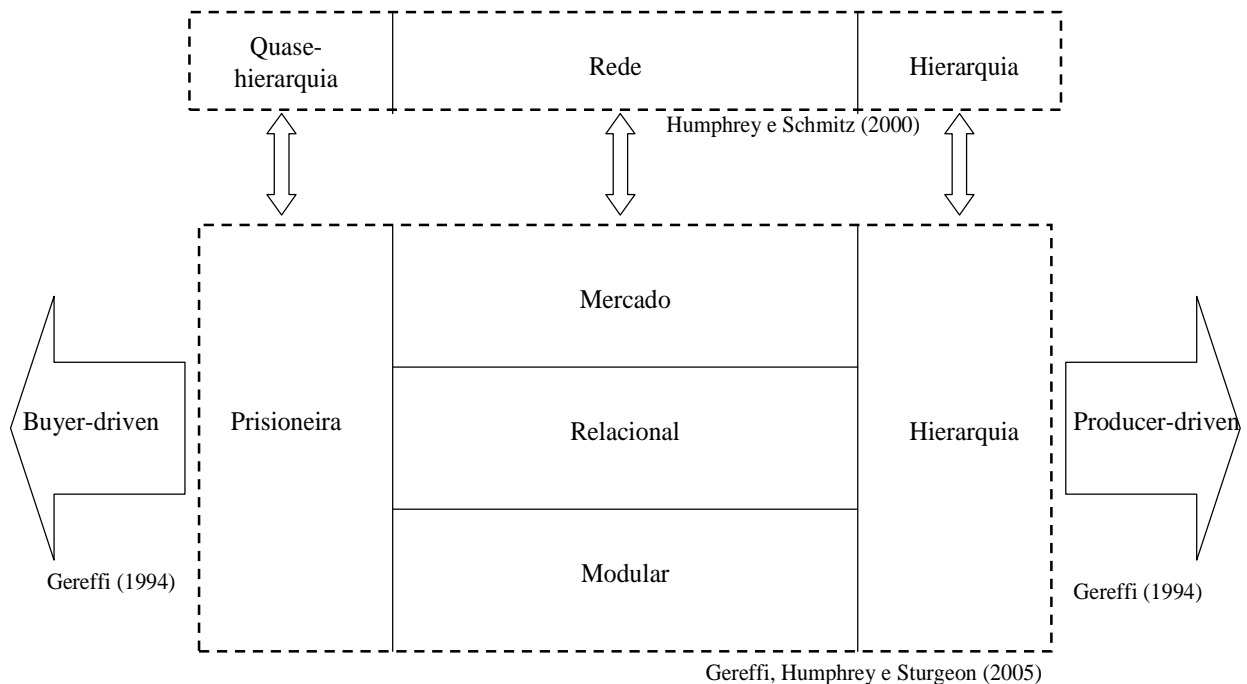 Quase-
hierarquia
Rede
Hierarquia
Humphrey e Schmitz (2000)
Mercado
Buyer-driven
Prisioneira
Relacional
Hierarquia
Producer-driven
Modular
Gereffi (1994)
Gereffi (1994)
Gereffi, Humphrey e Sturgeon (2005)